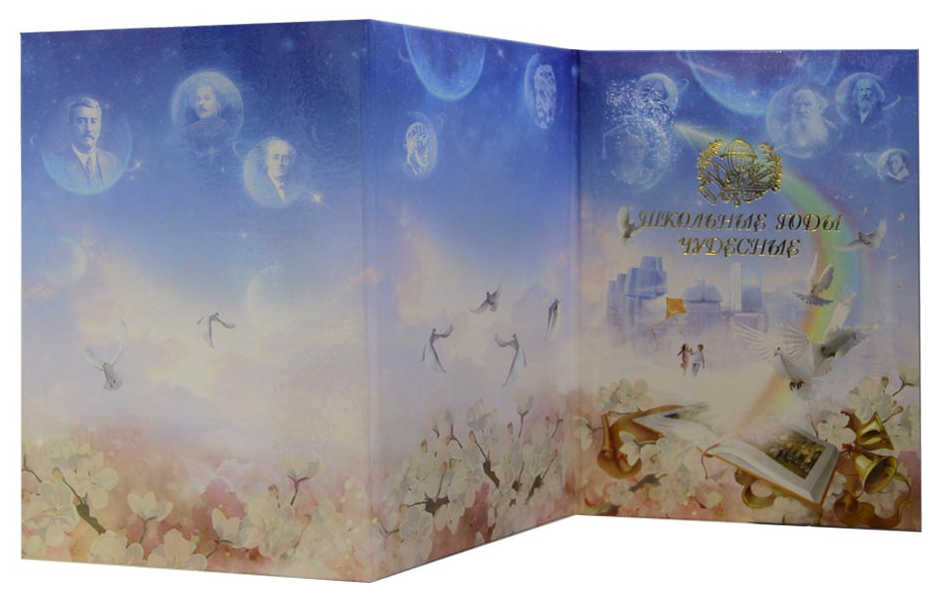 ШКОЛЬНЫЕ ГОДЫ
ЧУДЕСНЫЕ